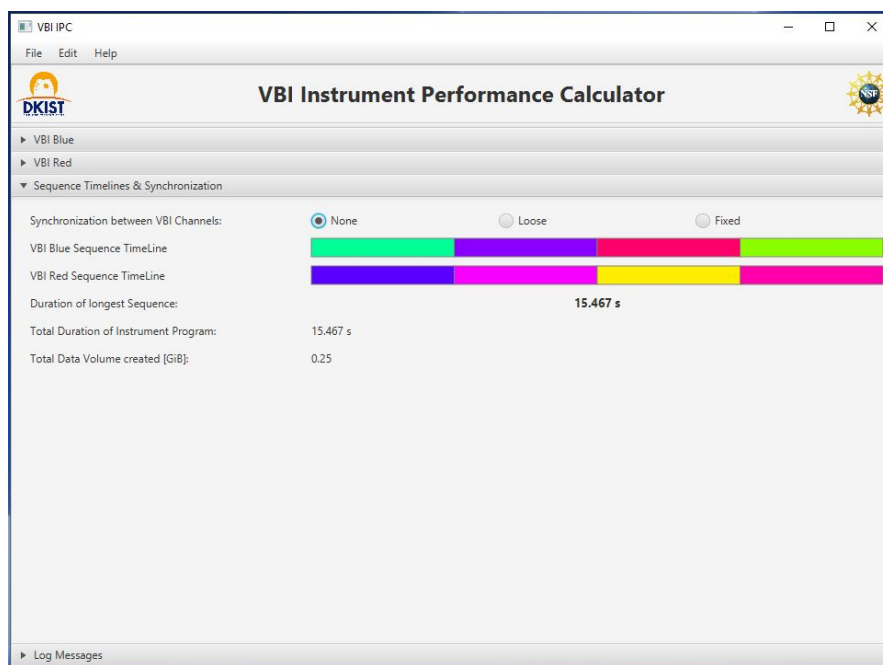 VBI IPC
File Edit Help
DKIST
VBI Instrument Performance Calculator
NSF
VBI Blue
VBI Red
Sequence Timelines & Synchronization
Synchronization between VBI Channels: None Loose Fixed
VBI Blue Sequence TimeLine
VBI Red Sequence TimeLine
Duration of longest Sequence: 15.467 s
Total Duration of Instrument Program: 15.467 s
Total Data Volume created [GiB]: 0.25
Log Messages